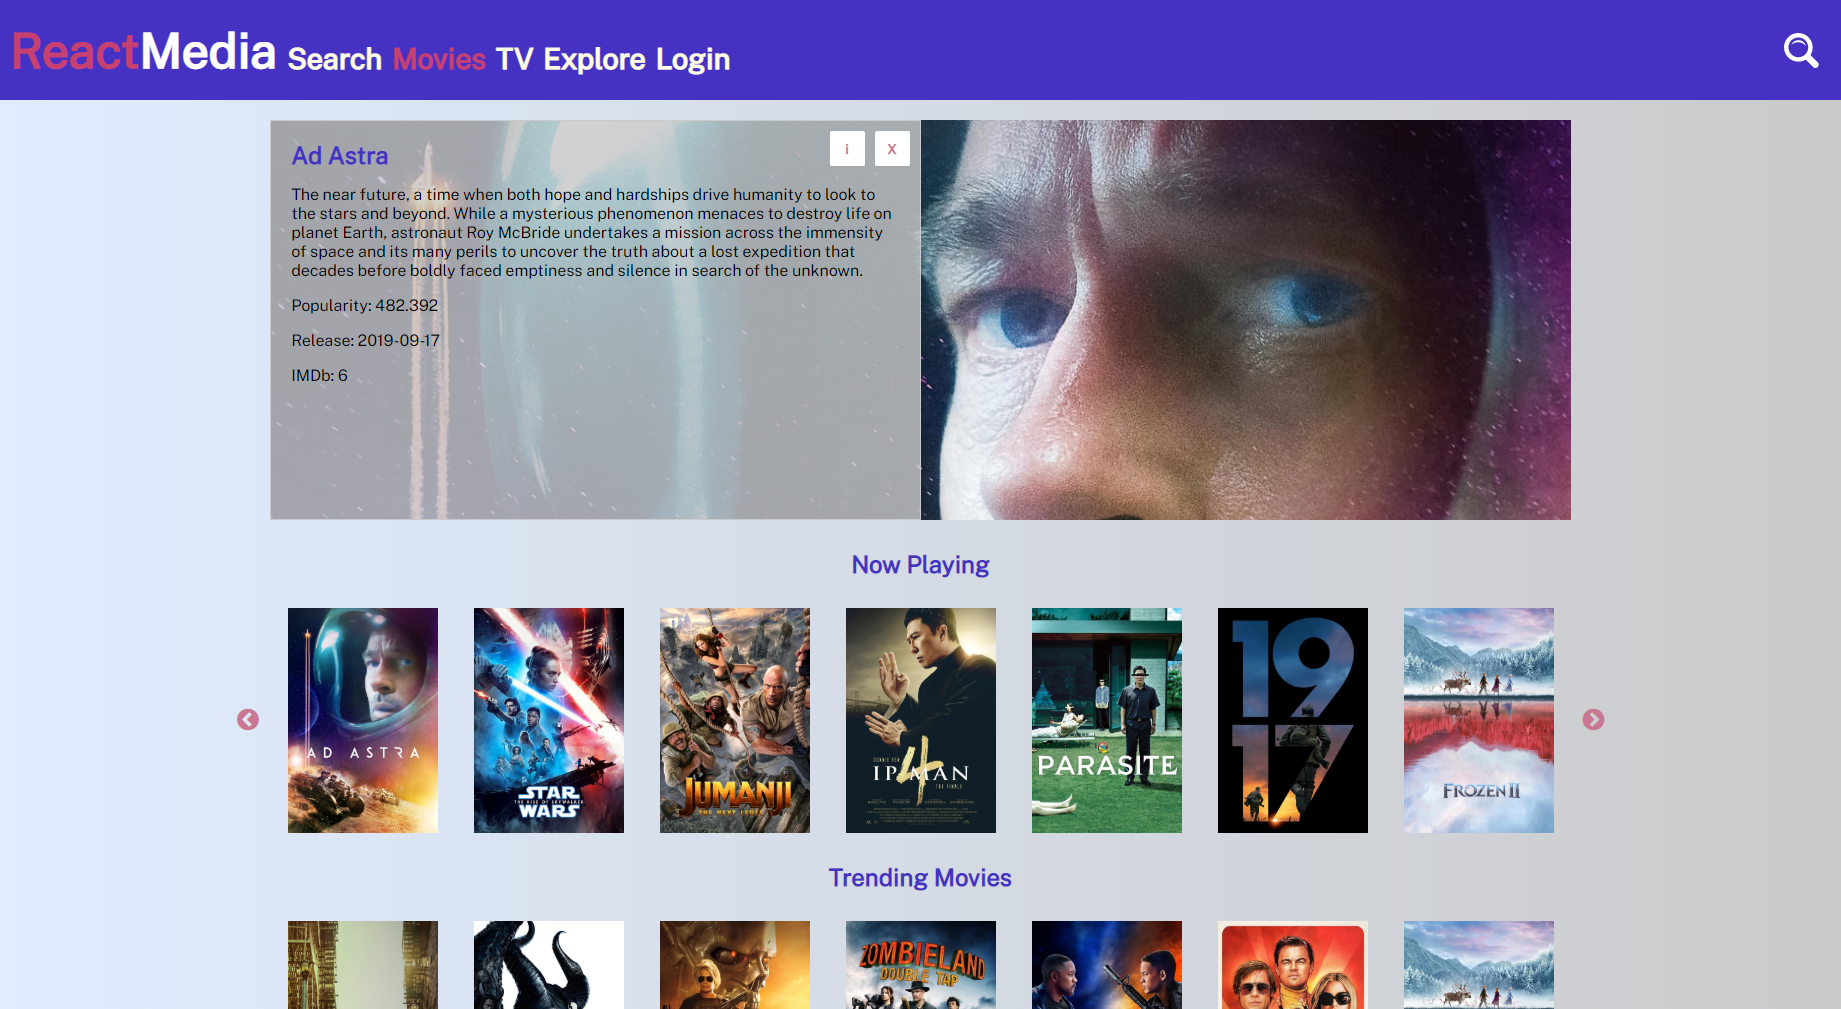 ReactMedia Search Movies TV Explore Login
Ad Astra
i X
The near future, a time when both hope and hardships drive humanity to look to
the stars and beyond. While a mysterious phenomenon menaces to destroy life on
planet Earth, astronaut Roy McBride undertakes a mission across the immensity
of space and its many perils to uncover the truth about a lost expedition that
decades before boldly faced emptiness and silence in search of the unknown.
Popularity: 482.392
Release: 2019-09-17
IMDb: 6
Now Playing
AD ASTRA
STAR
THE RISE OF SKYWALKER
WARS
JUMANJI
THE NEXT LEVEL
DONNIE YEN
IP MAN 4
THE FINALE
PARASITE
19
17
FROZEN II
Trending Movies
ZOMBIELAND
DOUBLE TAP